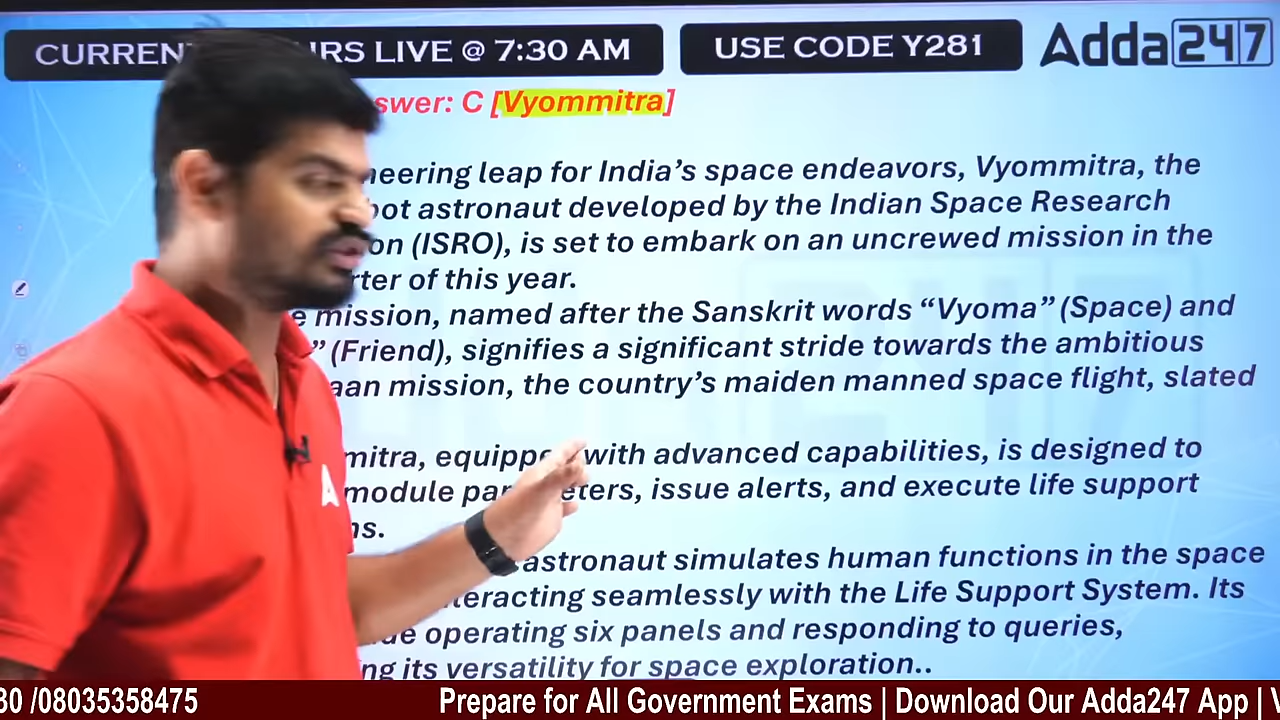 CURREN RS LIVE @ 7:30 AM
USE CODE Y281
Adda247
swer: C [Vyommitra]
neering leap for India's space endeavors, Vyommitra, the
ot astronaut developed by the Indian Space Research
on (ISRO), is set to embark on an uncrewed mission in the
rter of this year.
e mission, named after the Sanskrit words “Vyoma” (Space) and
” (Friend), signifies a significant stride towards the ambitious
aan mission, the country's maiden manned space flight, slated
mitra, equippe with advanced capabilities, is designed to
module par eters, issue alerts, and execute life support
ns.
astronaut simulates human functions in the space
teracting seamlessly with the Life Support System. Its
de operating six panels and responding to queries,
ng its versatility for space exploration..
A
30 /08035358475 Prepare for All Government Exams | Download Our Adda247 App | V